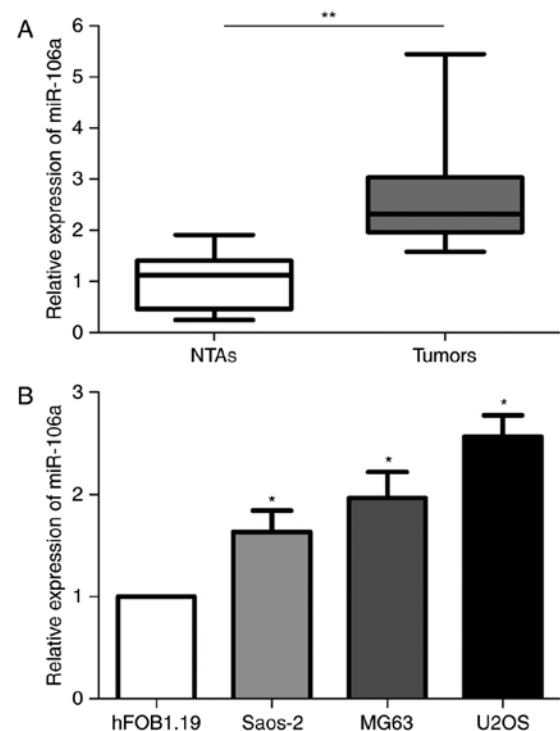 A
**
Relative expression of miR-106a
6
5
4
3
2
1
0
NTAs
Tumors
B
Relative expression of miR-106a
3
2
1
0
*
*
*
hFOB1.19
Saos-2
MG63
U2OS